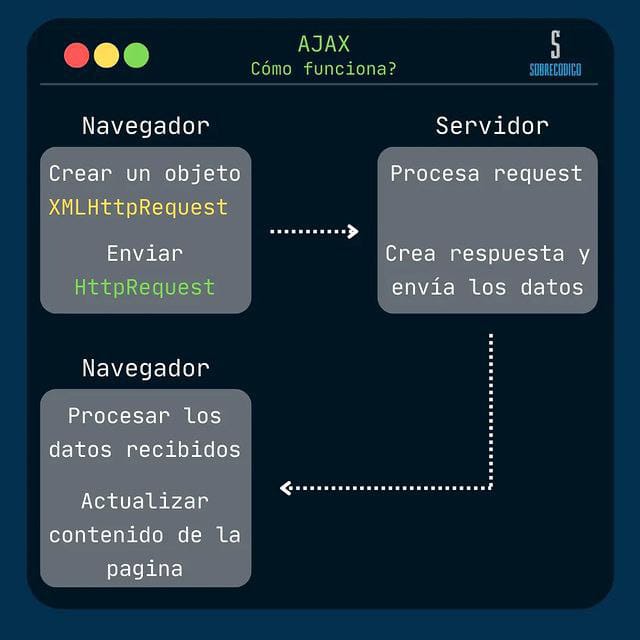 AJAX
Cómo funciona?
S
SOBRECODIGO
Navegador
Crear un objeto
XMLHttpRequest
Enviar
HttpRequest
Servidor
Procesa request
Crea respuesta y
envía los datos
Navegador
Procesar los
datos recibidos
Actualizar
contenido de la
pagina